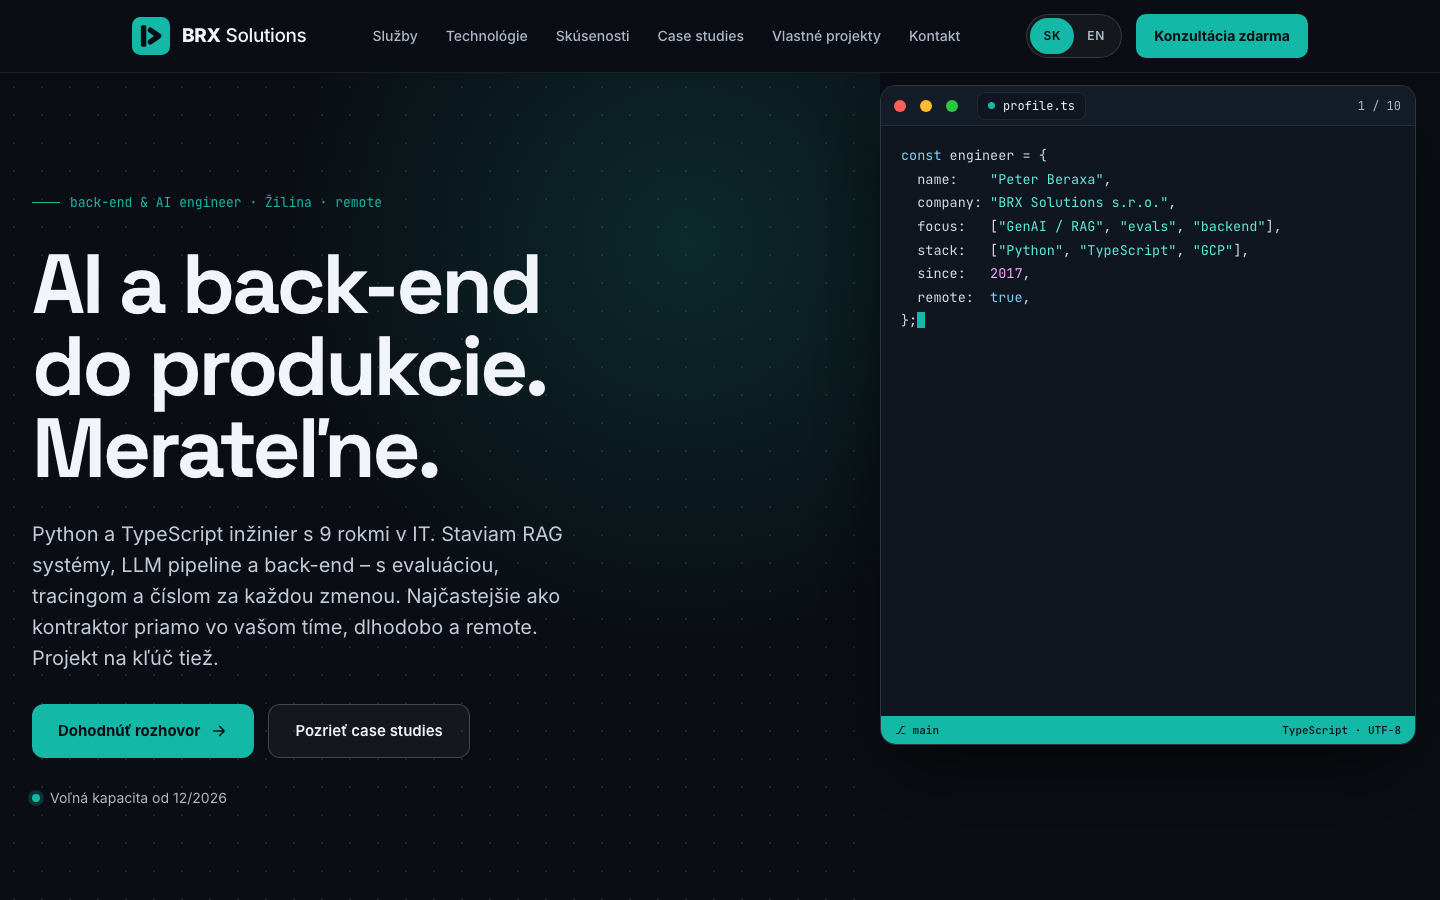 BRX Solutions
Služby
Technológie
Skúsenosti
Case studies
Vlastné projekty
Kontakt
SK
EN
Konzultácia zdarma
back-end & AI engineer · Žilina · remote
AI a back-end
do produkcie.
Merateľne.
Python a TypeScript inžinier s 9 rokmi v IT. Staviam RAG
systémy, LLM pipeline a back-end – s evaluáciou,
tracingom a číslom za každou zmenou. Najčastejšie ako
kontraktor priamo vo vašom tíme, dlhodobo a remote.
Projekt na kľúč tiež.
Dohodnúť rozhovor →
Pozrieť case studies
Voľná kapacita od 12/2026
profile.ts
1 / 10
const engineer = {
  name:    "Peter Beraxa",
  company: "BRX Solutions s.r.o.",
  focus:   ["GenAI / RAG", "evals", "backend"],
  stack:   ["Python", "TypeScript", "GCP"],
  since:   2017,
  remote:  true,
};
⎇ main
TypeScript · UTF-8